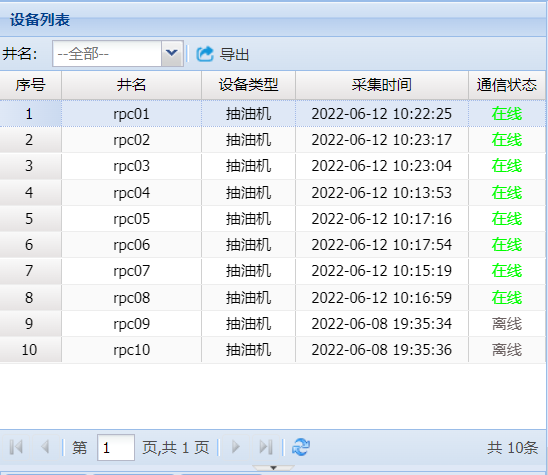 设备列表
井名: --全部-- 导出
序号 井名 设备类型 采集时间 通信状态
1 rpc01 抽油机 2022-06-12 10:22:25 在线
2 rpc02 抽油机 2022-06-12 10:23:17 在线
3 rpc03 抽油机 2022-06-12 10:23:04 在线
4 rpc04 抽油机 2022-06-12 10:13:53 在线
5 rpc05 抽油机 2022-06-12 10:17:16 在线
6 rpc06 抽油机 2022-06-12 10:17:54 在线
7 rpc07 抽油机 2022-06-12 10:15:19 在线
8 rpc08 抽油机 2022-06-12 10:16:59 在线
9 rpc09 抽油机 2022-06-08 19:35:34 离线
10 rpc10 抽油机 2022-06-08 19:35:36 离线
第 1 页,共 1 页 共 10条